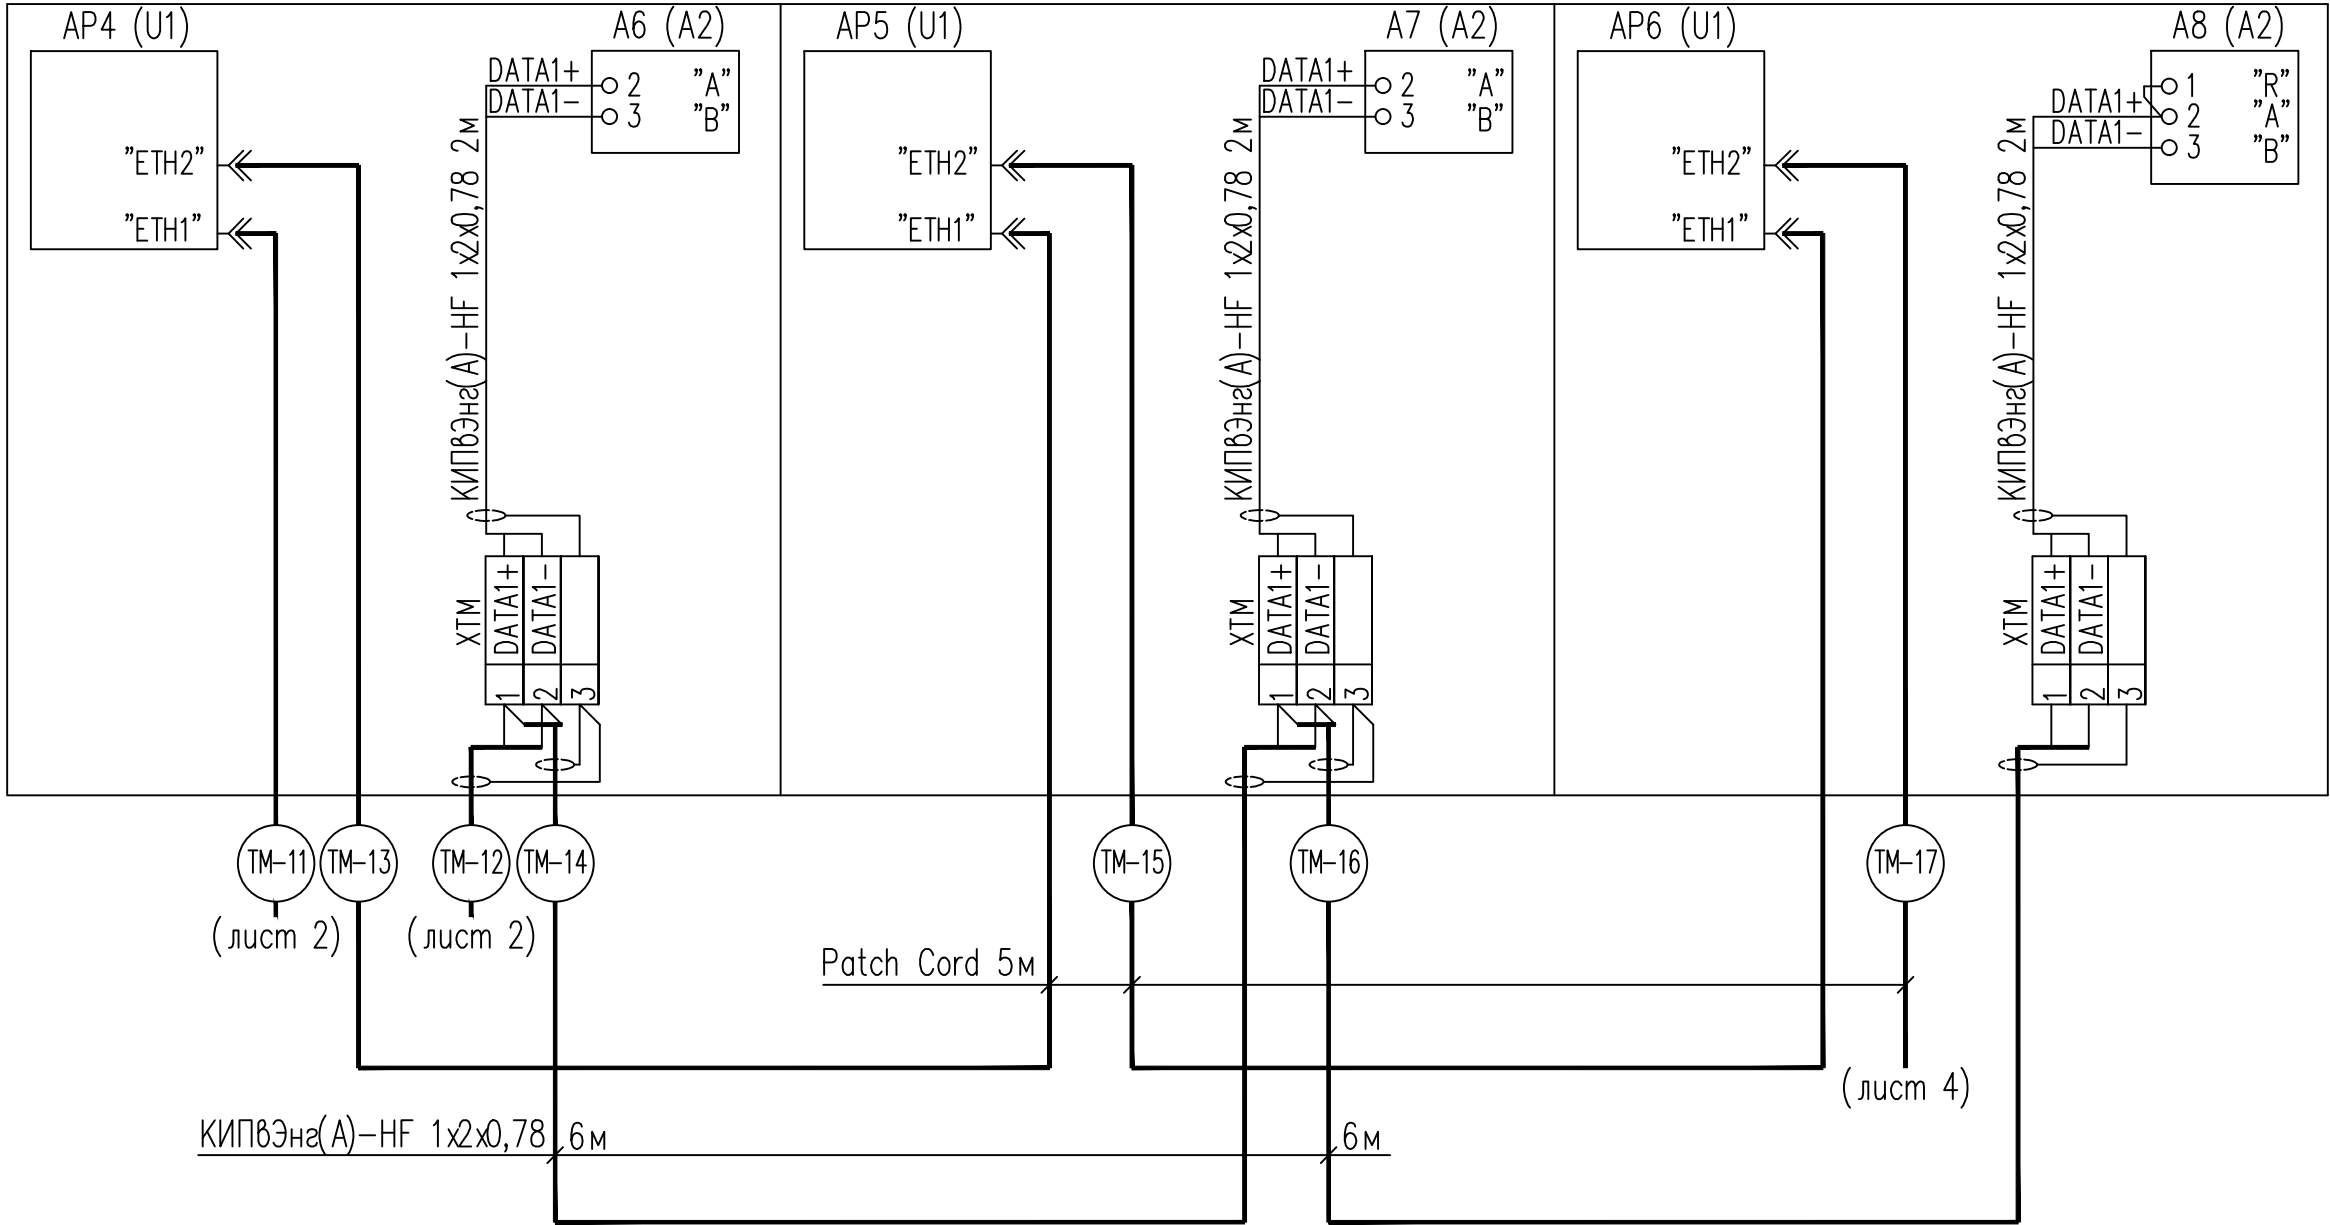 AP4 (U1)
A6 (A2)
DATA1+
2 "A"
DATA1-
3 "B"
"ETH2"
"ETH1"
КИПвЭнг(А)-HF 1x2x0,78 2м
XTM
DATA1+
DATA1-
1
2
3
AP5 (U1)
A7 (A2)
DATA1+
2 "A"
DATA1-
3 "B"
"ETH2"
"ETH1"
КИПвЭнг(А)-HF 1x2x0,78 2м
XTM
DATA1+
DATA1-
1
2
3
AP6 (U1)
A8 (A2)
1 "R"
DATA1+
2 "A"
DATA1-
3 "B"
"ETH2"
"ETH1"
КИПвЭнг(А)-HF 1x2x0,78 2м
XTM
DATA1+
DATA1-
1
2
3
TM-11
TM-13
TM-12
TM-14
TM-15
TM-16
TM-17
(лист 2)
(лист 2)
Patch Cord 5м
(лист 4)
КИПвЭнг(А)-HF 1x2x0,78
6м
6м